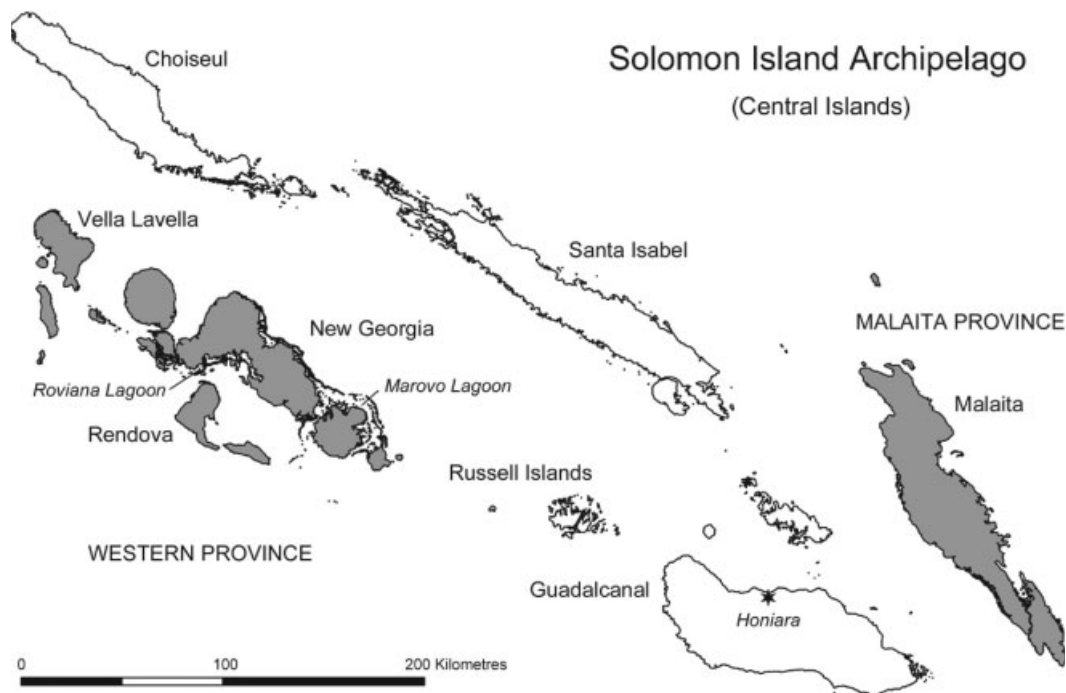 Choiseul
Solomon Island Archipelago
(Central Islands)
Vella Lavella
Santa Isabel
New Georgia
MALAITA PROVINCE
Roviana Lagoon
Marovo Lagoon
Malaita
Rendova
Russell Islands
WESTERN PROVINCE
Guadalcanal
Honiara
0 100 200 Kilometres